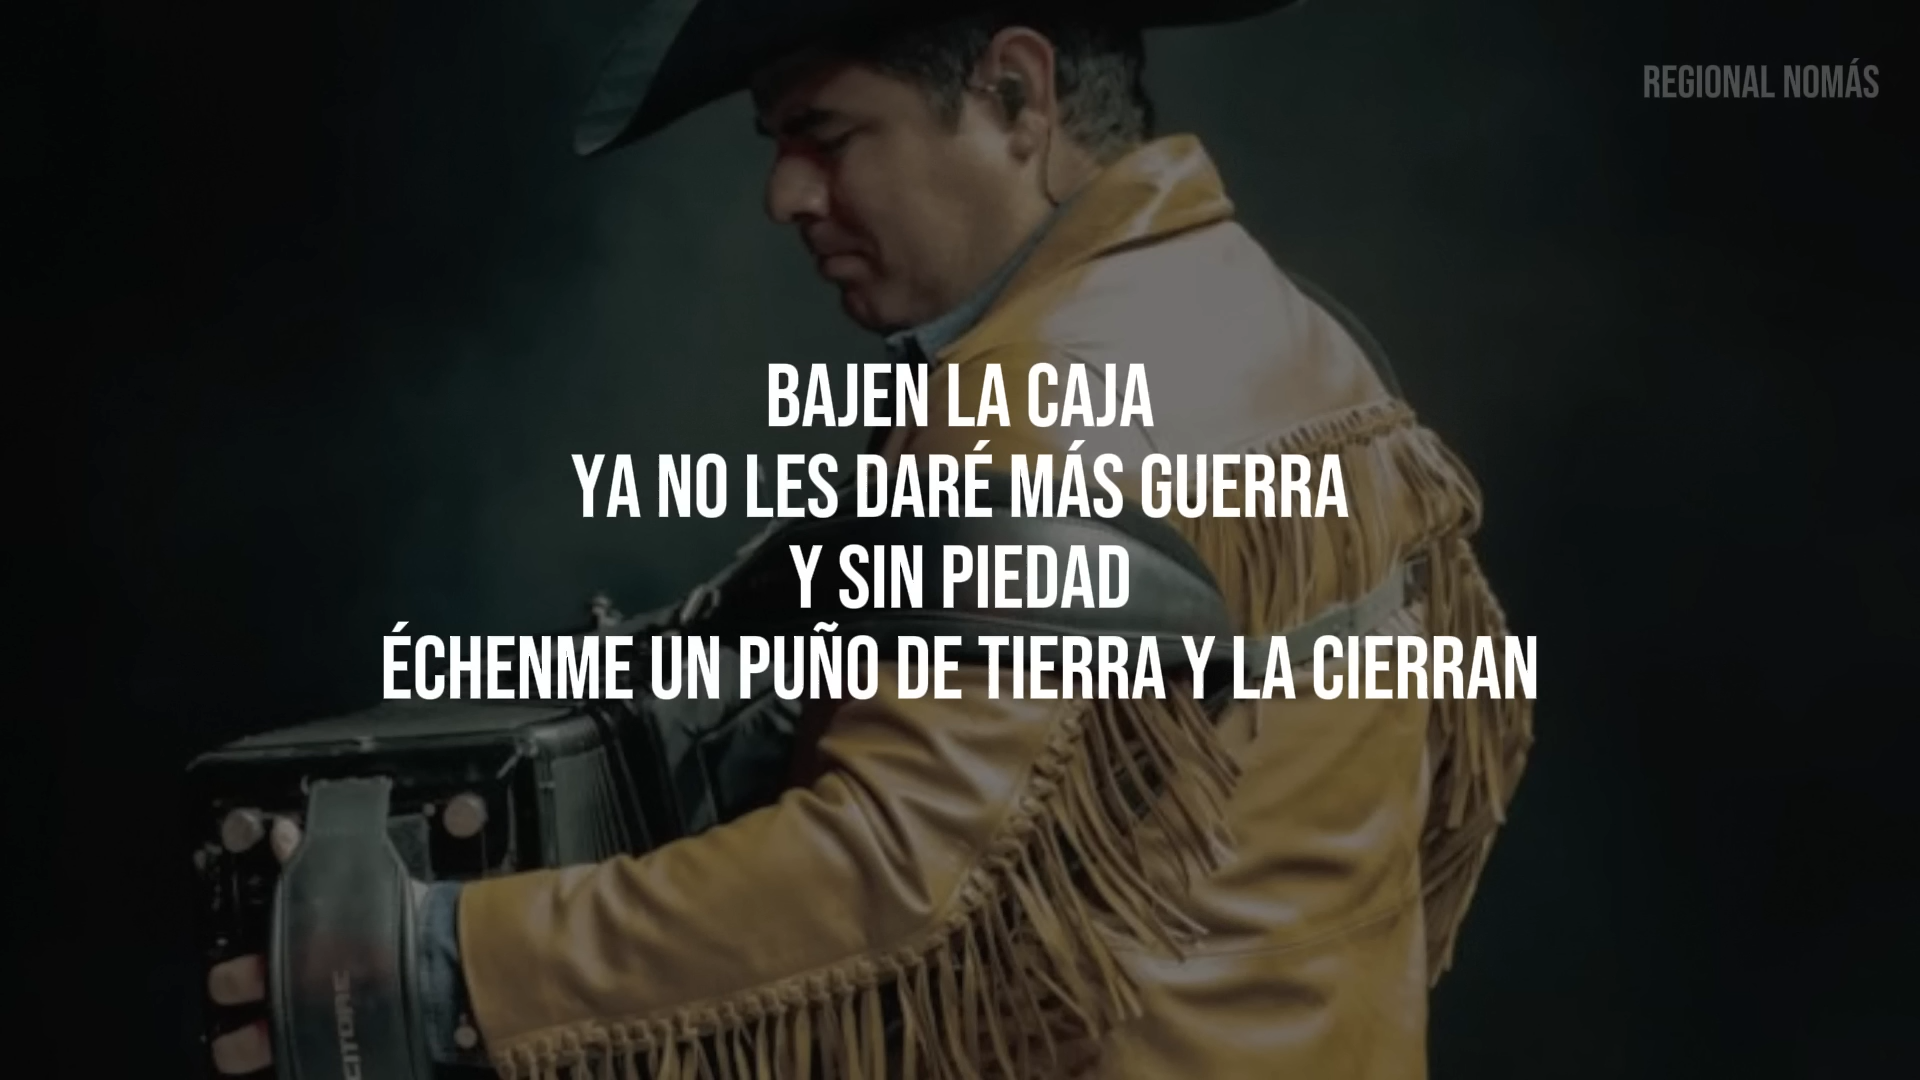 REGIONAL NOMÁS
BAJEN LA CAJA
YA NO LES DARÉ MÁS GUERRA
Y SIN PIEDAD
ÉCHENME UN PUÑO DE TIERRA Y LA CIERRAN